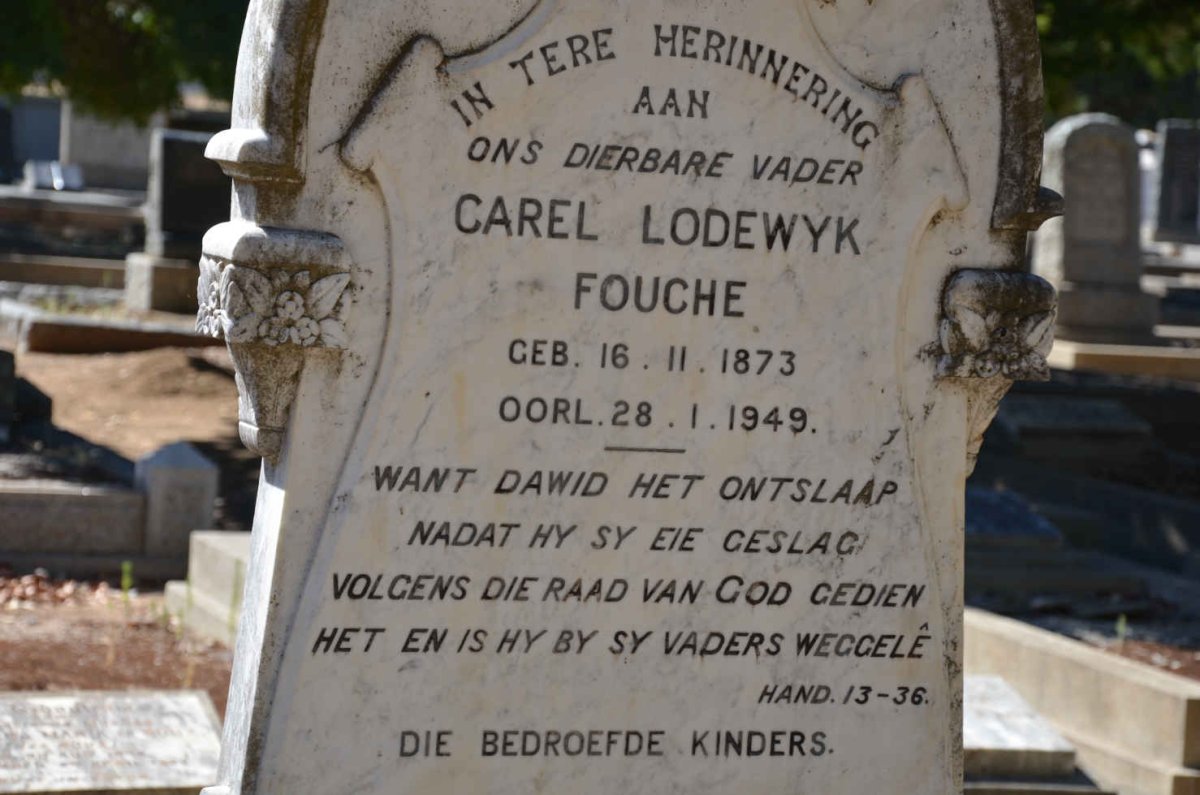 IN TERE HERINNERING
AAN
ONS DIERBARE VADER
CAREL LODEWYK
FOUCHE
GEB. 16.11.1873
OORL. 28.1.1949.
WANT DAWID HET ONTSLAAP
NADAT HY SY EIE GESLAG
VOLGENS DIE RAAD VAN GOD GEDIEN
HET EN IS HY BY SY VADERS WEGGELÊ
HAND. 13-36.
DIE BEDROEFDE KINDERS.